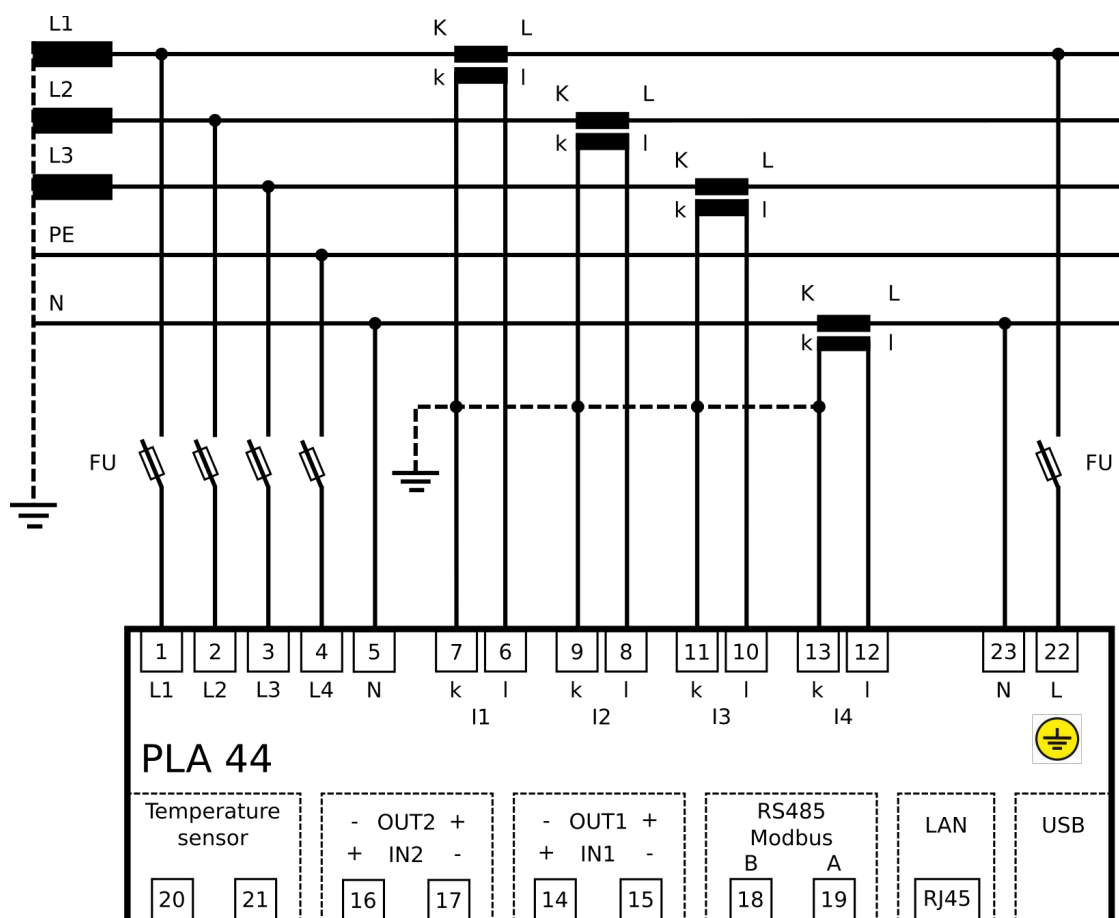 L1
K L
k l
L2
K L
k l
L3
K L
k l
PE
N
K L
k l
FU FU
1 2 3 4 5 7 6 9 8 11 10 13 12 23 22
L1 L2 L3 L4 N k l k l k l k l N L
I1 I2 I3 I4
PLA 44
Temperature
sensor
20 21
- OUT2 +
+ IN2 -
16 17
- OUT1 +
+ IN1 -
14 15
RS485
Modbus
B A
18 19
LAN
RJ45
USB